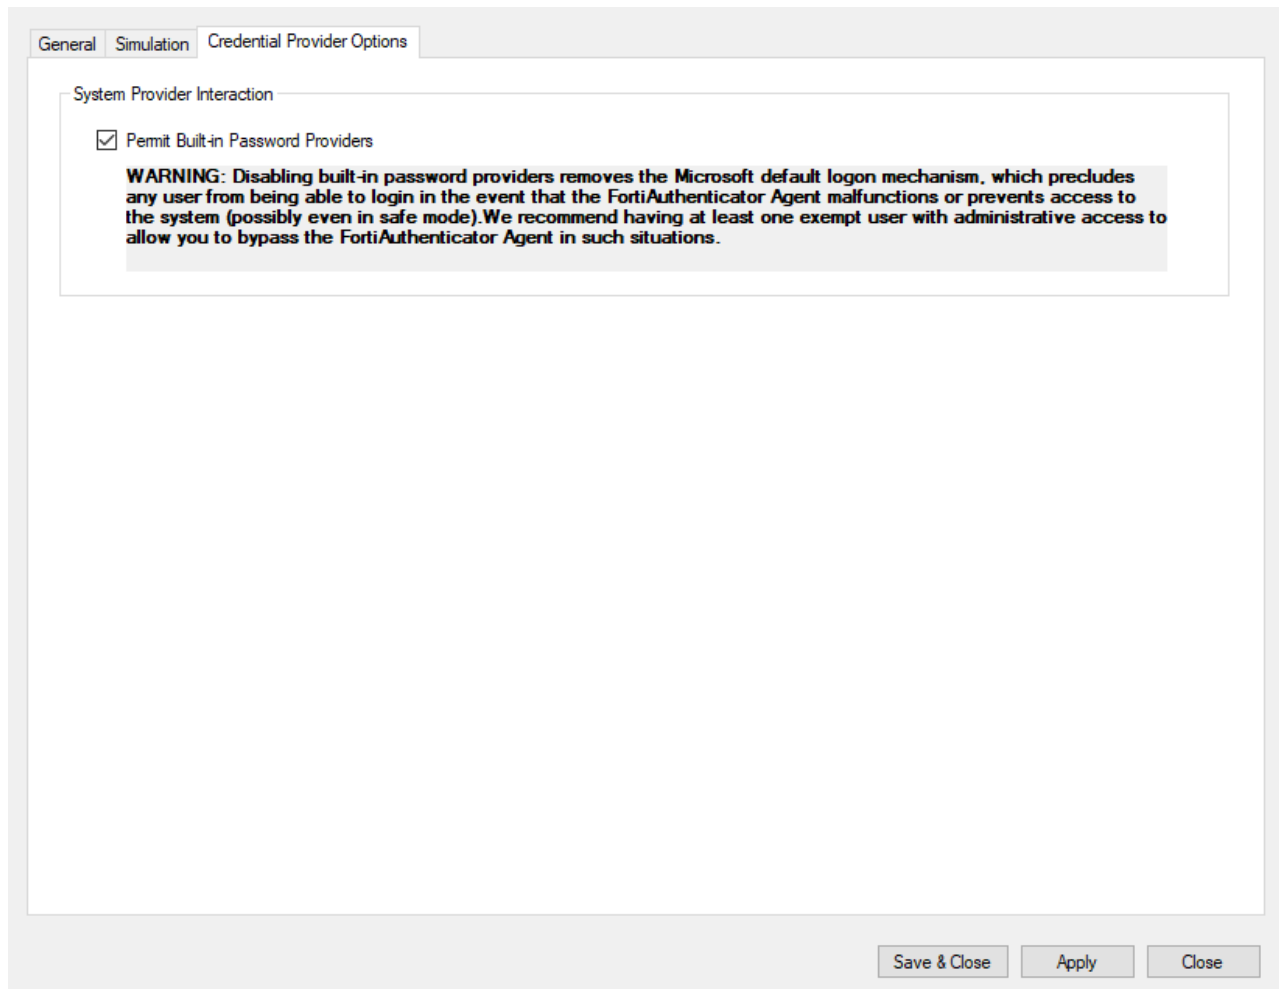 General Simulation Credential Provider Options
System Provider Interaction
Permit Built-in Password Providers
WARNING: Disabling built-in password providers removes the Microsoft default logon mechanism, which precludes
any user from being able to login in the event that the FortiAuthenticator Agent malfunctions or prevents access to
the system (possibly even in safe mode).We recommend having at least one exempt user with administrative access to
allow you to bypass the FortiAuthenticator Agent in such situations.
Save & Close Apply Close